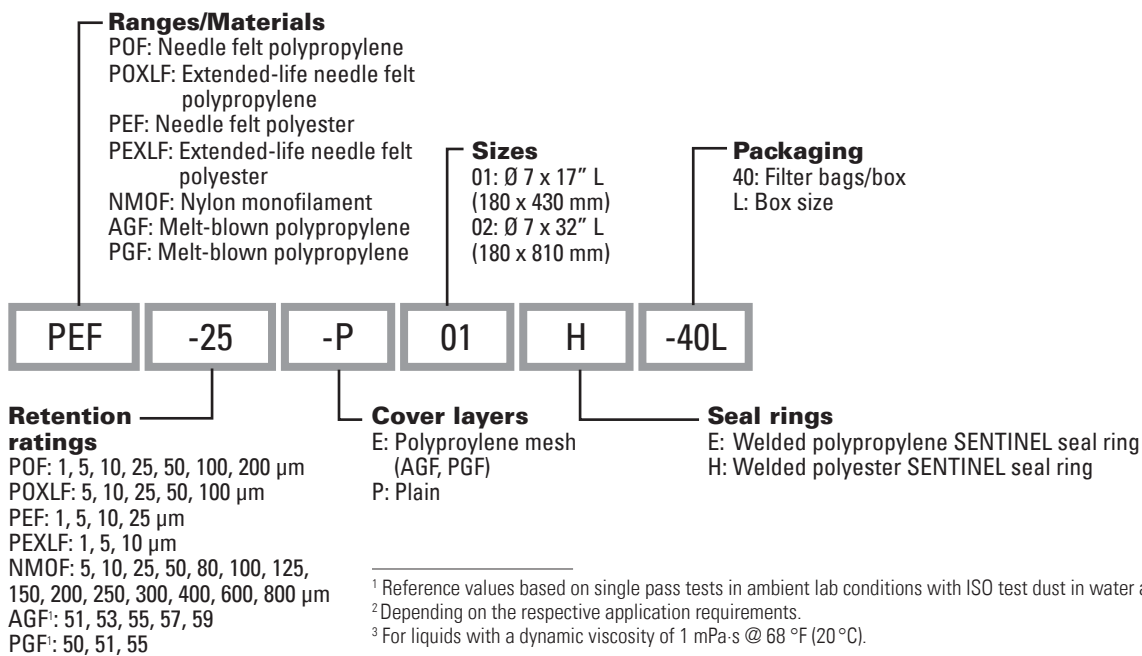 Ranges/Materials
POF: Needle felt polypropylene
POXLF: Extended-life needle felt
polypropylene
PEF: Needle felt polyester
PEXLF: Extended-life needle felt
polyester
NMOF: Nylon monofilament
AGF: Melt-blown polypropylene
PGF: Melt-blown polypropylene
Sizes
01: Ø 7 x 17” L
(180 x 430 mm)
02: Ø 7 x 32” L
(180 x 810 mm)
Packaging
40: Filter bags/box
L: Box size
PEF -25 -P 01 H -40L
Retention
ratings
POF: 1, 5, 10, 25, 50, 100, 200 µm
POXLF: 5, 10, 25, 50, 100 µm
PEF: 1, 5, 10, 25 µm
PEXLF: 1, 5, 10 µm
NMOF: 5, 10, 25, 50, 80, 100, 125,
150, 200, 250, 300, 400, 600, 800 µm
AGF¹: 51, 53, 55, 57, 59
PGF¹: 50, 51, 55
Cover layers
E: Polyproylene mesh
(AGF, PGF)
P: Plain
Seal rings
E: Welded polypropylene SENTINEL seal ring
H: Welded polyester SENTINEL seal ring
¹ Reference values based on single pass tests in ambient lab conditions with ISO test dust in water
² Depending on the respective application requirements.
³ For liquids with a dynamic viscosity of 1 mPa·s @ 68 °F (20 °C).